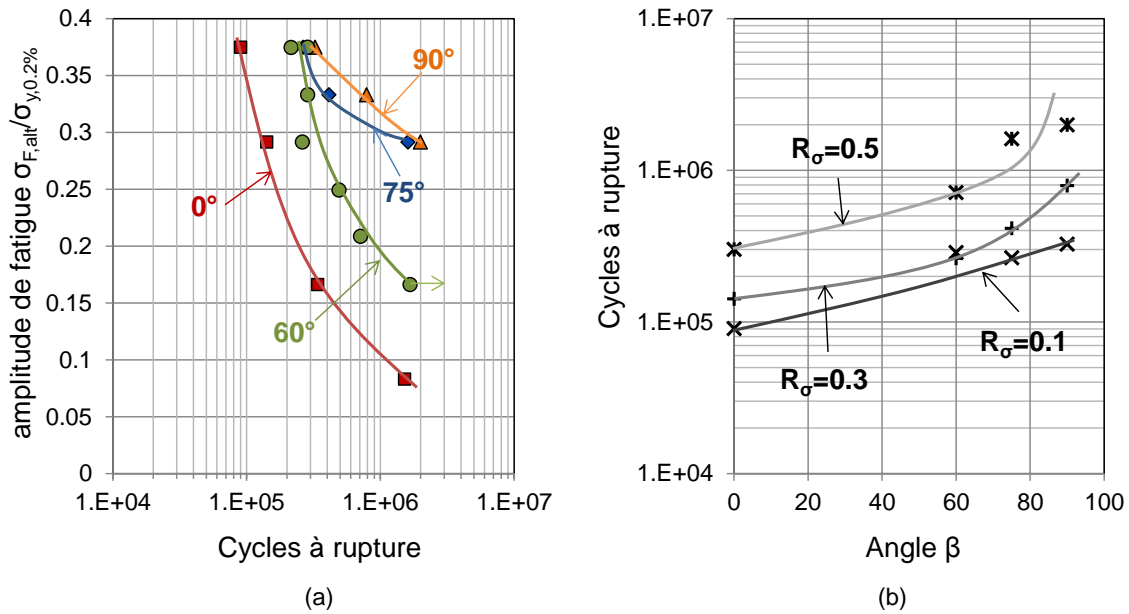 amplitude de fatigue σF,alt/σy,0.2%
0.4
0.35
0.3
0.25
0.2
0.15
0.1
0.05
0
1.E+04 1.E+05 1.E+06 1.E+07
Cycles à rupture
0°
60°
75°
90°
(a)
Cycles à rupture
1.E+07
1.E+06
1.E+05
1.E+04
0 20 40 60 80 100
Angle β
Rσ=0.5
Rσ=0.3
Rσ=0.1
(b)